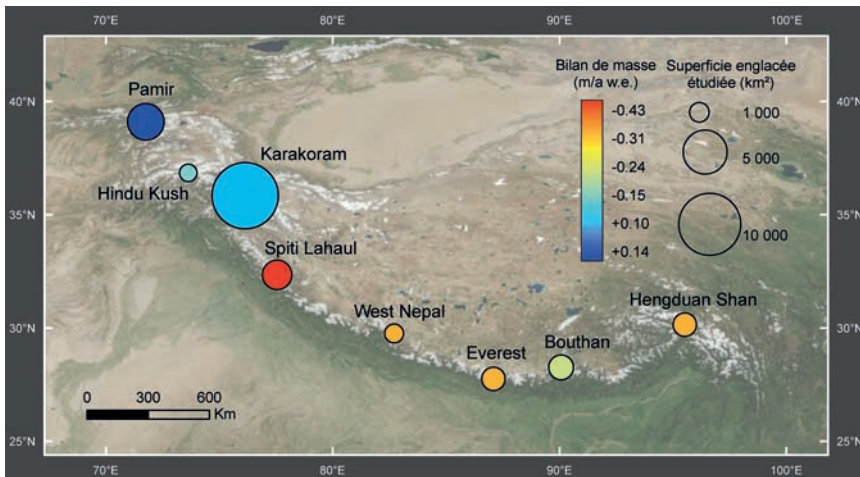 70°E 80°E 90°E 100°E
Bilan de masse
(m/a w.e.)
-0.43
-0.31
-0.24
-0.15
+0.10
+0.14
Superficie englacée
étudiée (km²)
1 000
5 000
10 000
40°N
35°N
30°N
25°N
Pamir
Hindu Kush
Karakoram
Spiti Lahaul
West Nepal
Everest
Bouthan
Hengduan Shan
0 300 600
Km
40°N
35°N
30°N
25°N
70°E 80°E 90°E 100°E